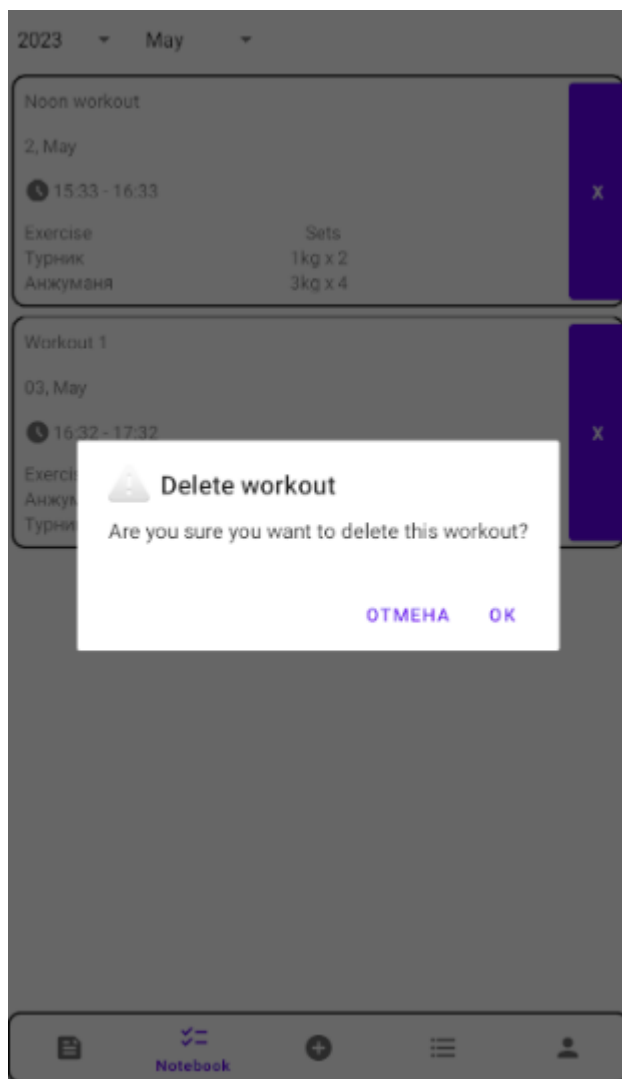 2023 May
Noon workout
2, May
15:33 - 16:33
X
Exercise Sets
Турник 1kg x 2
Анжуманя 3kg x 4
Workout 1
03, May
16:32 - 17:32
X
Delete workout
Are you sure you want to delete this workout?
ОТМЕНА OK
Notebook